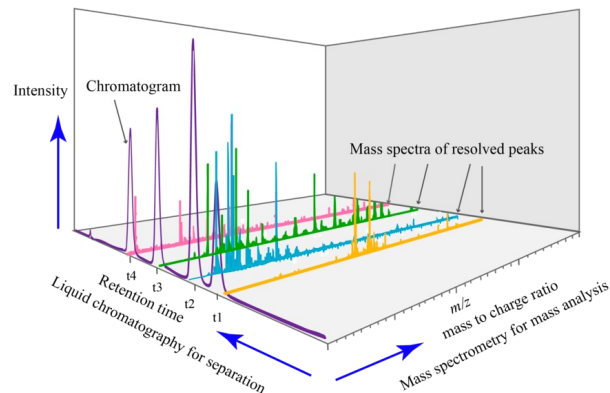 Intensity
Chromatogram
Mass spectra of resolved peaks
t4
t3
t2
t1
Retention time
Liquid chromatography for separation
m/z
mass to charge ratio
Mass spectrometry for mass analysis